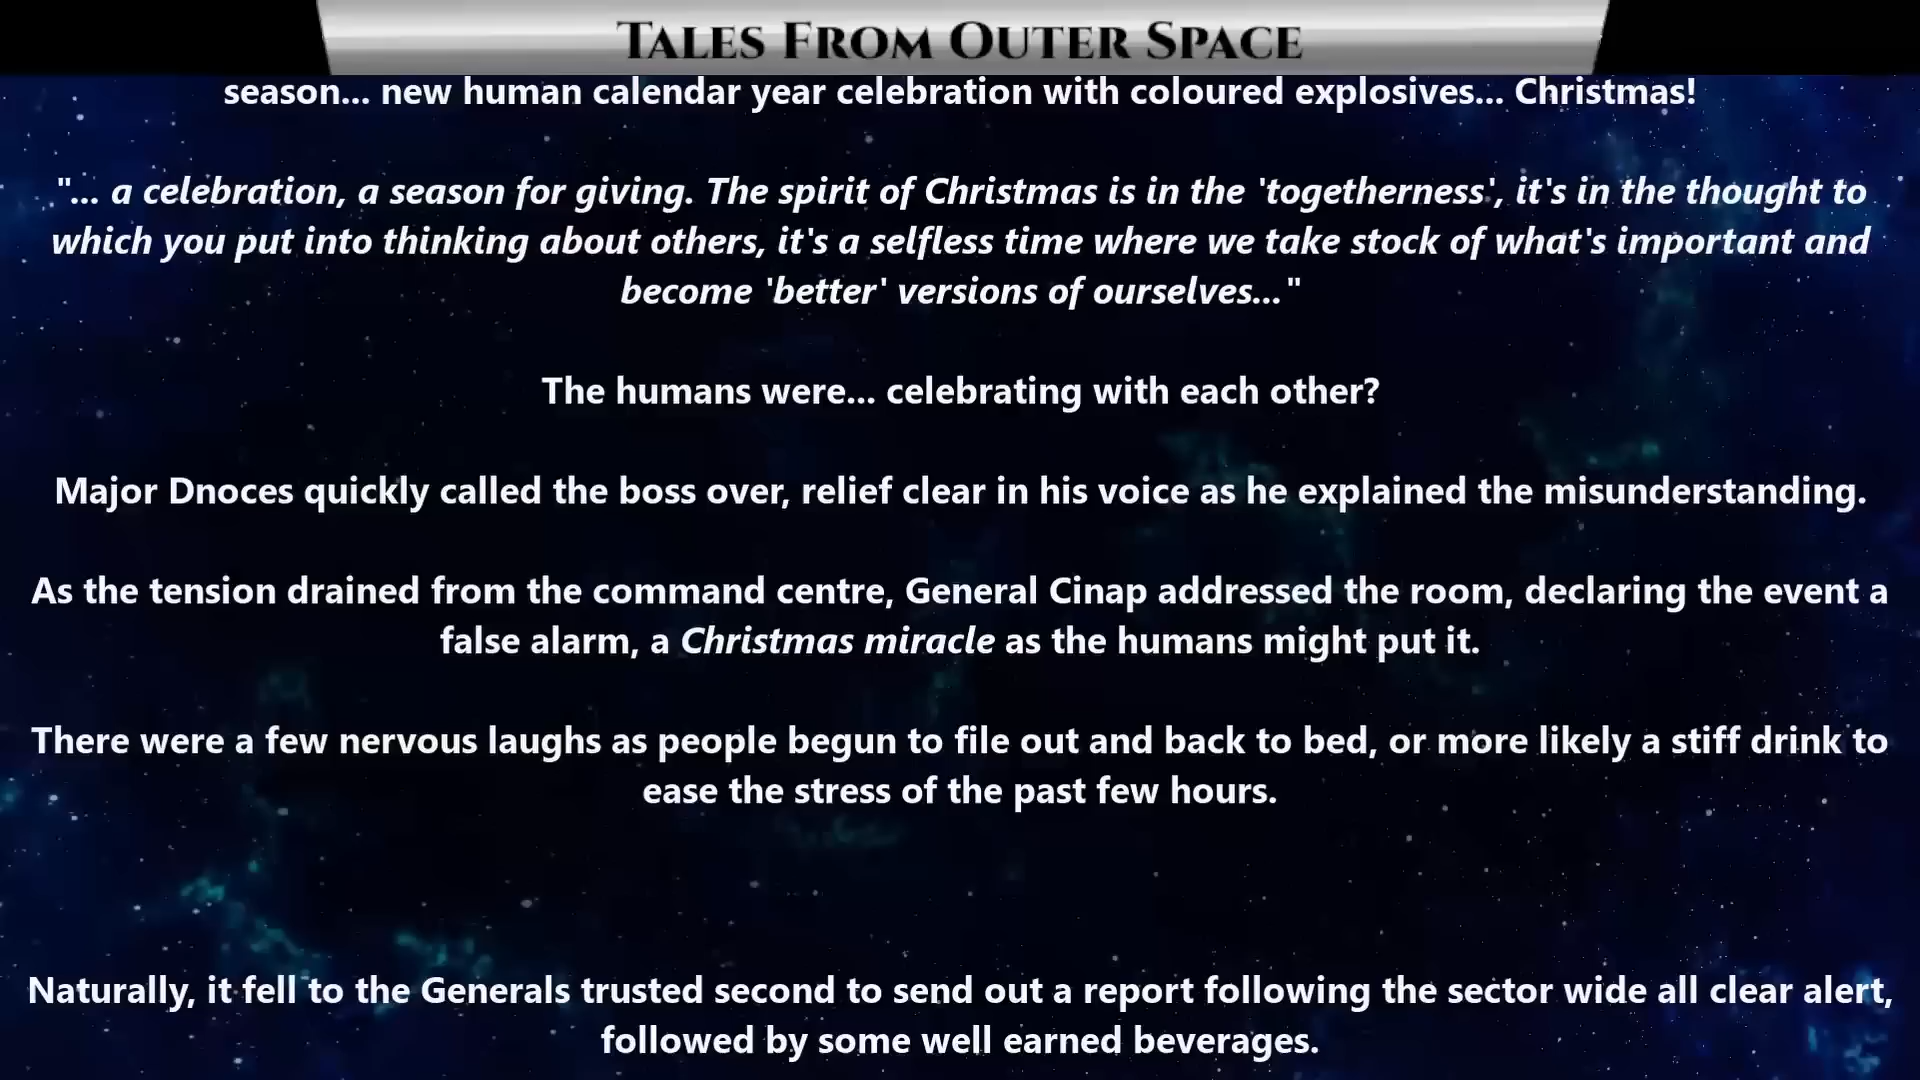 Tales From Outer Space
season... new human calendar year celebration with coloured explosives... Christmas!
"... a celebration, a season for giving. The spirit of Christmas is in the 'togetherness', it's in the thought to
which you put into thinking about others, it's a selfless time where we take stock of what's important and
become 'better' versions of ourselves..."
The humans were... celebrating with each other?
Major Dnoces quickly called the boss over, relief clear in his voice as he explained the misunderstanding.
As the tension drained from the command centre, General Cinap addressed the room, declaring the event a
false alarm, a Christmas miracle as the humans might put it.
There were a few nervous laughs as people begun to file out and back to bed, or more likely a stiff drink to
ease the stress of the past few hours.
Naturally, it fell to the Generals trusted second to send out a report following the sector wide all clear alert,
followed by some well earned beverages.